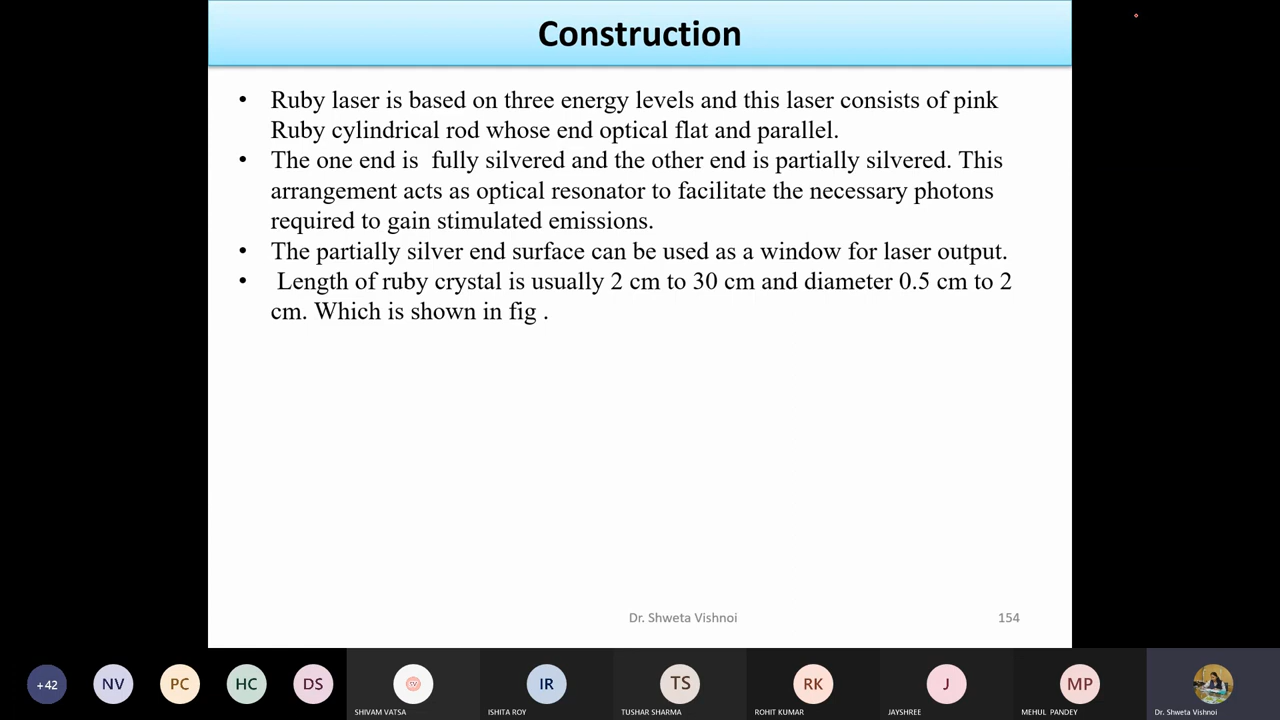 Construction
• Ruby laser is based on three energy levels and this laser consists of pink
Ruby cylindrical rod whose end optical flat and parallel.
• The one end is  fully silvered and the other end is partially silvered. This
arrangement acts as optical resonator to facilitate the necessary photons
required to gain stimulated emissions.
• The partially silver end surface can be used as a window for laser output.
•  Length of ruby crystal is usually 2 cm to 30 cm and diameter 0.5 cm to 2
cm. Which is shown in fig .
Dr. Shweta Vishnoi
154
+42
NV
PC
HC
DS
SV
IR
TS
RK
J
MP
SHIVAM VATSA
ISHITA ROY
TUSHAR SHARMA
ROHIT KUMAR
JAYSHREE
MEHUL  PANDEY
Dr. Shweta Vishnoi